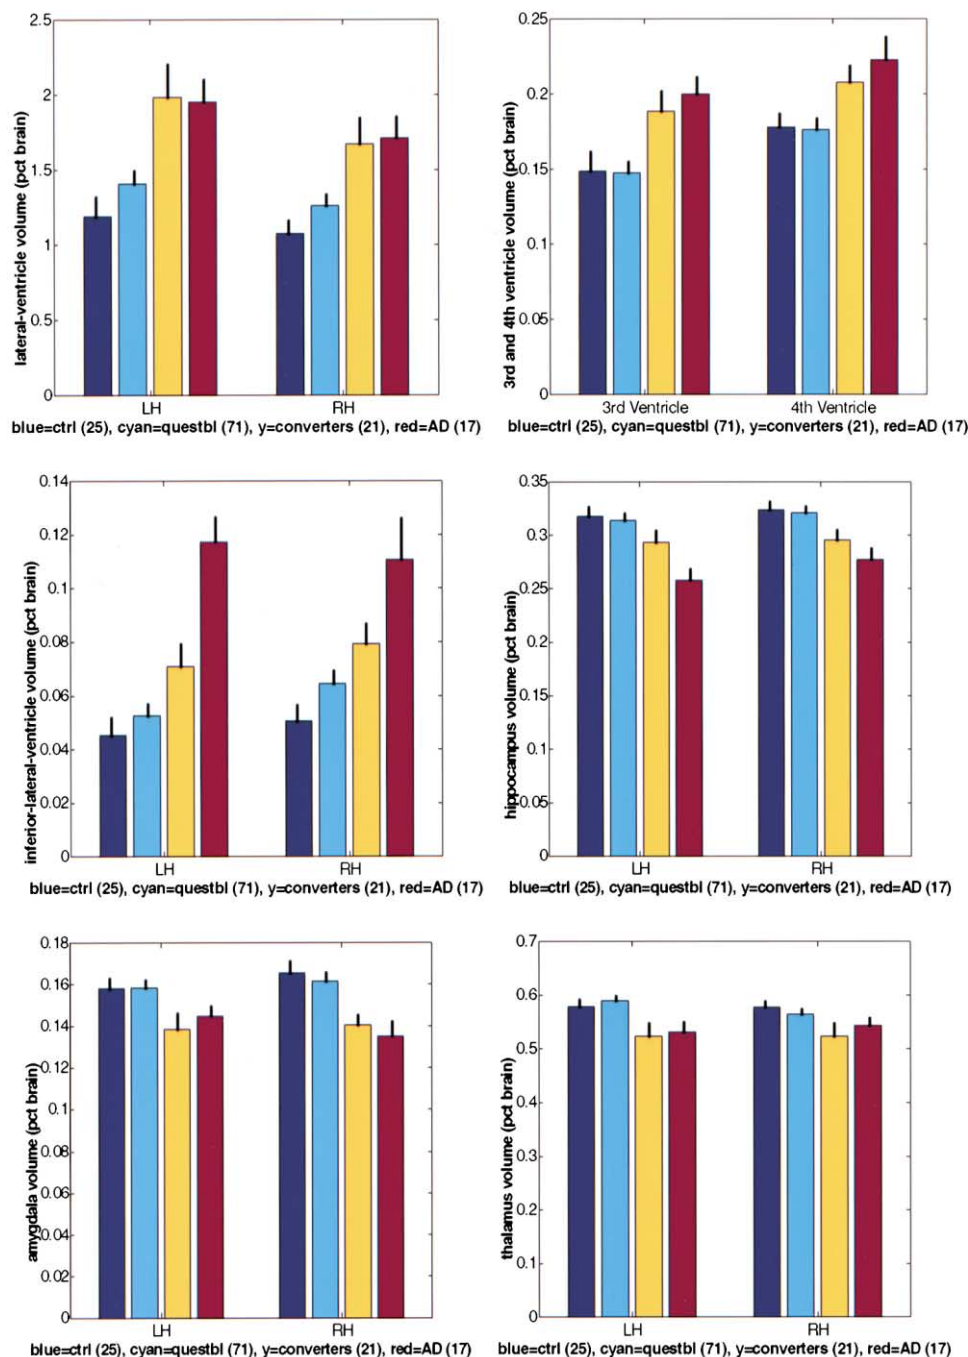 lateral-ventricle volume (pct brain)
2.5
2
1.5
1
0.5
0
LH RH
blue=ctrl (25), cyan=questbl (71), y=converters (21), red=AD (17)
3rd and 4th ventricle volume (pct brain)
0.25
0.2
0.15
0.1
0.05
0
3rd Ventricle 4th Ventricle
blue=ctrl (25), cyan=questbl (71), y=converters (21), red=AD (17)
inferior-lateral-ventricle volume (pct brain)
0.14
0.12
0.1
0.08
0.06
0.04
0.02
0
LH RH
blue=ctrl (25), cyan=questbl (71), y=converters (21), red=AD (17)
hippocampus volume (pct brain)
0.35
0.3
0.25
0.2
0.15
0.1
0.05
0
LH RH
blue=ctrl (25), cyan=questbl (71), y=converters (21), red=AD (17)
amygdala volume (pct brain)
0.18
0.16
0.14
0.12
0.1
0.08
0.06
0.04
0.02
0
LH RH
blue=ctrl (25), cyan=questbl (71), y=converters (21), red=AD (17)
thalamus volume (pct brain)
0.7
0.6
0.5
0.4
0.3
0.2
0.1
0
LH RH
blue=ctrl (25), cyan=questbl (71), y=converters (21), red=AD (17)